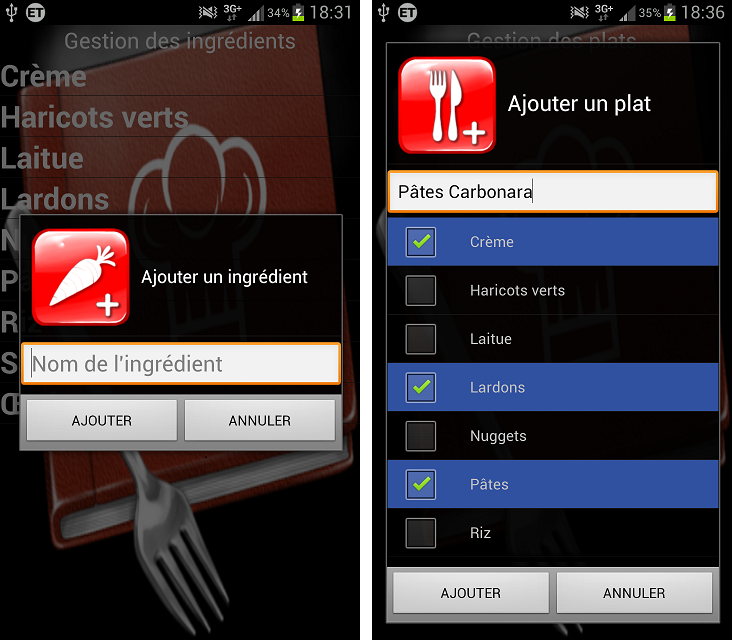 ET
3G+
34%
18:31
Gestion des ingrédients
Crème
Haricots verts
Laitue
Lardons
N
P
R
S
Œ
Ajouter un ingrédient
Nom de l'ingrédient
AJOUTER
ANNULER
ET
3G+
35%
18:36
Gestion des plats
Ajouter un plat
Pâtes Carbonara
Crème
Haricots verts
Laitue
Lardons
Nuggets
Pâtes
Riz
AJOUTER
ANNULER